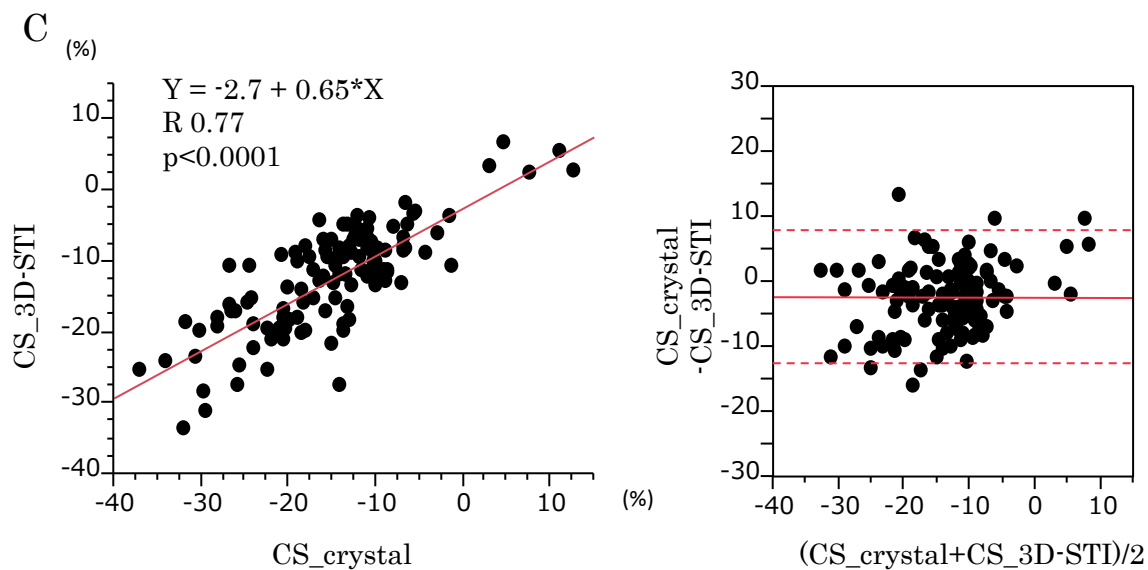 C
(%)
Y = -2.7 + 0.65*X
R 0.77
p<0.0001
CS_3D-STI
10
0
-10
-20
-30
-40
-40 -30 -20 -10 0 10
(%)
CS_crystal
CS_crystal
-CS_3D-STI
30
20
10
0
-10
-20
-30
-40 -30 -20 -10 0 10
(CS_crystal+CS_3D-STI)/2